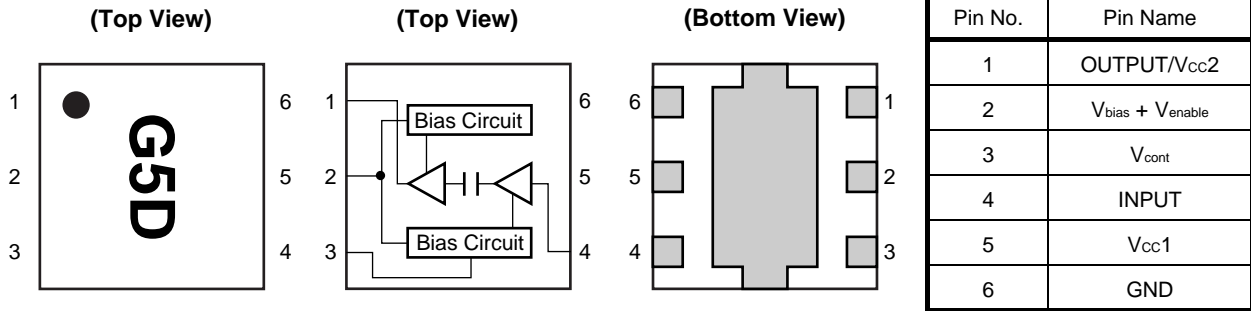 (Top View)
1
2
3
G5D
6
5
4
(Top View)
1
2
3
Bias Circuit
Bias Circuit
6
5
4
(Bottom View)
6
5
4
1
2
3
Pin No. Pin Name
1 OUTPUT/VCC2
2 Vbias + Venable
3 Vcont
4 INPUT
5 VCC1
6 GND